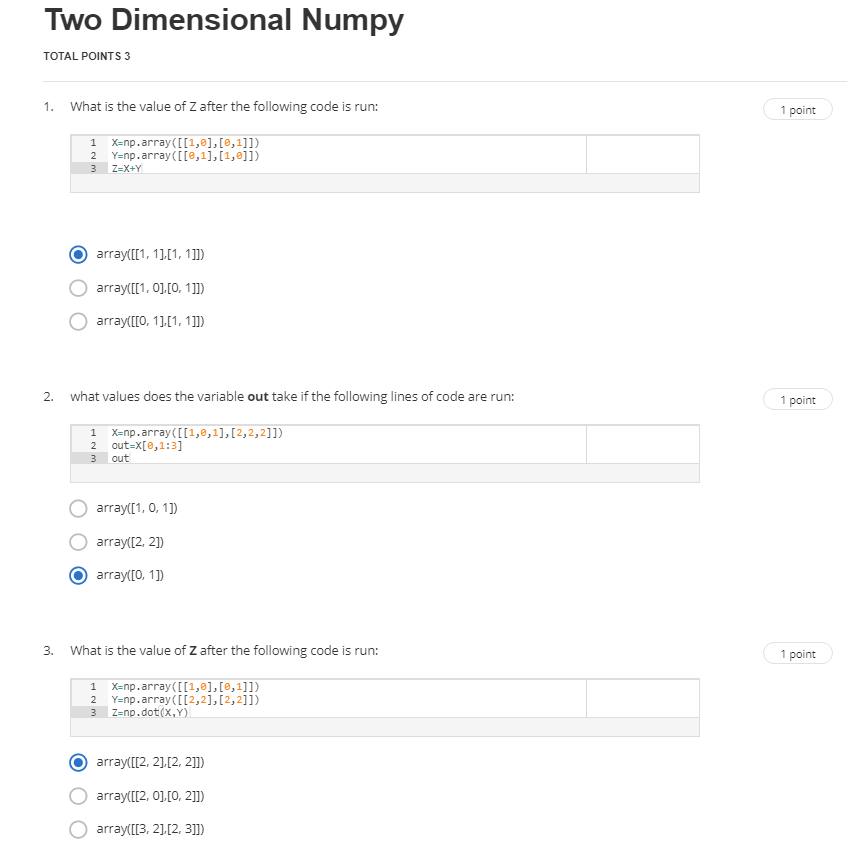 Two Dimensional Numpy
TOTAL POINTS 3
1. What is the value of Z after the following code is run:
1 point
1 X=np.array([[1,0],[0,1]])
2 Y=np.array([[0,1],[1,0]])
3 Z=X+Y
array([[1, 1],[1, 1]])
array([[1, 0],[0, 1]])
array([[0, 1],[1, 1]])
2. what values does the variable out take if the following lines of code are run:
1 point
1 X=np.array([[1,0,1],[2,2,2]])
2 out=X[0,1:3]
3 out
array([1, 0, 1])
array([2, 2])
array([0, 1])
3. What is the value of Z after the following code is run:
1 point
1 X=np.array([[1,0],[0,1]])
2 Y=np.array([[2,2],[2,2]])
3 Z=np.dot(X,Y)
array([[2, 2],[2, 2]])
array([[2, 0],[0, 2]])
array([[3, 2],[2, 3]])